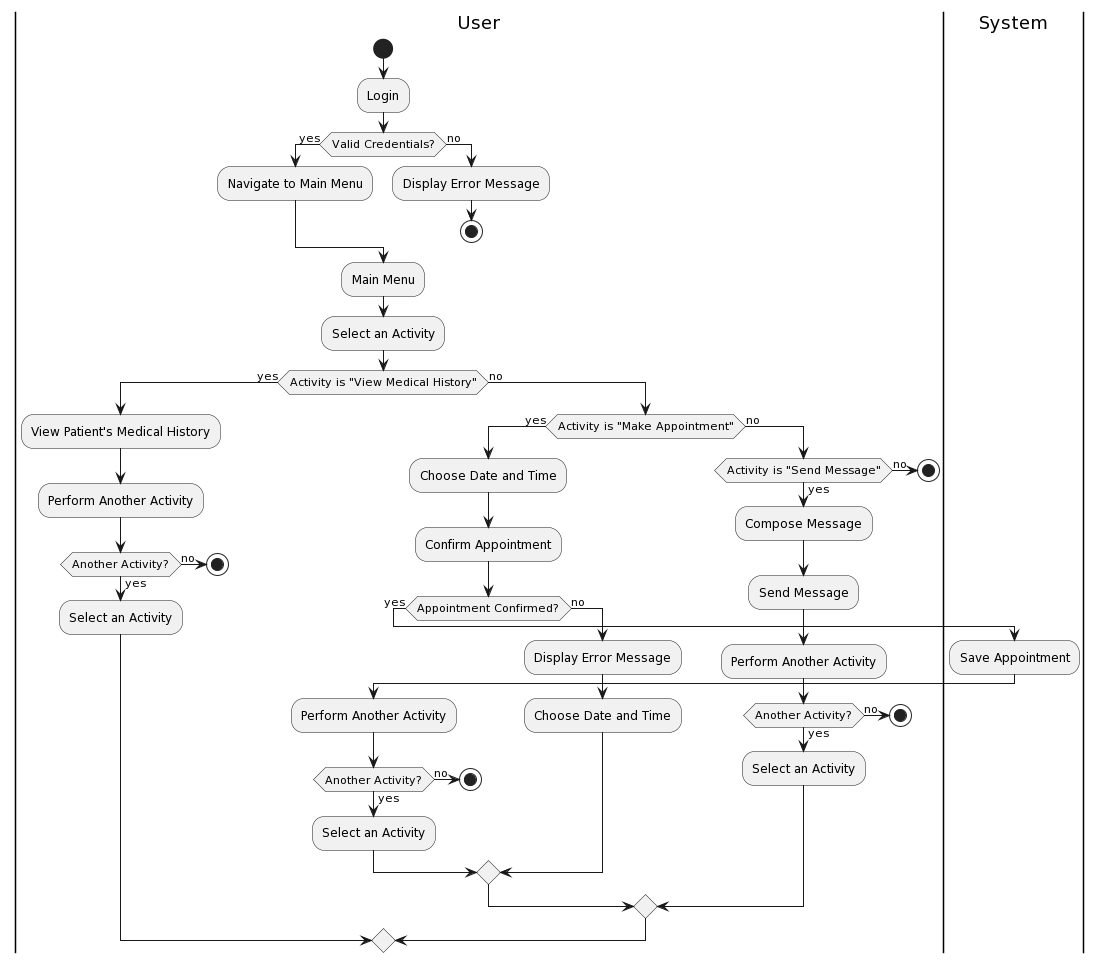 User
System
Login
yes
Valid Credentials?
no
Navigate to Main Menu
Display Error Message
Main Menu
Select an Activity
yes
Activity is "View Medical History"
no
View Patient's Medical History
Perform Another Activity
Another Activity?
no
yes
Select an Activity
yes
Activity is "Make Appointment"
no
Choose Date and Time
Confirm Appointment
yes
Appointment Confirmed?
no
Display Error Message
Choose Date and Time
Save Appointment
Perform Another Activity
Another Activity?
no
yes
Select an Activity
Activity is "Send Message"
no
yes
Compose Message
Send Message
Perform Another Activity
Another Activity?
no
yes
Select an Activity